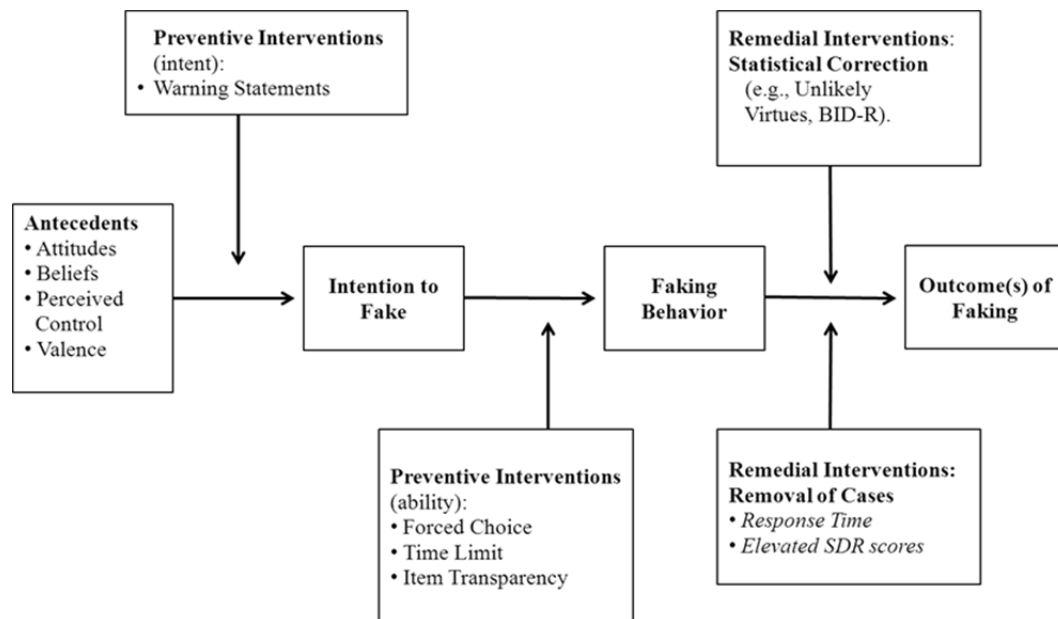 Preventive Interventions
(intent):
• Warning Statements
Remedial Interventions:
Statistical Correction
(e.g., Unlikely
Virtues, BID-R).
Antecedents
• Attitudes
• Beliefs
• Perceived
Control
• Valence
Intention to
Fake
Faking
Behavior
Outcome(s) of
Faking
Preventive Interventions
(ability):
• Forced Choice
• Time Limit
• Item Transparency
Remedial Interventions:
Removal of Cases
• Response Time
• Elevated SDR scores